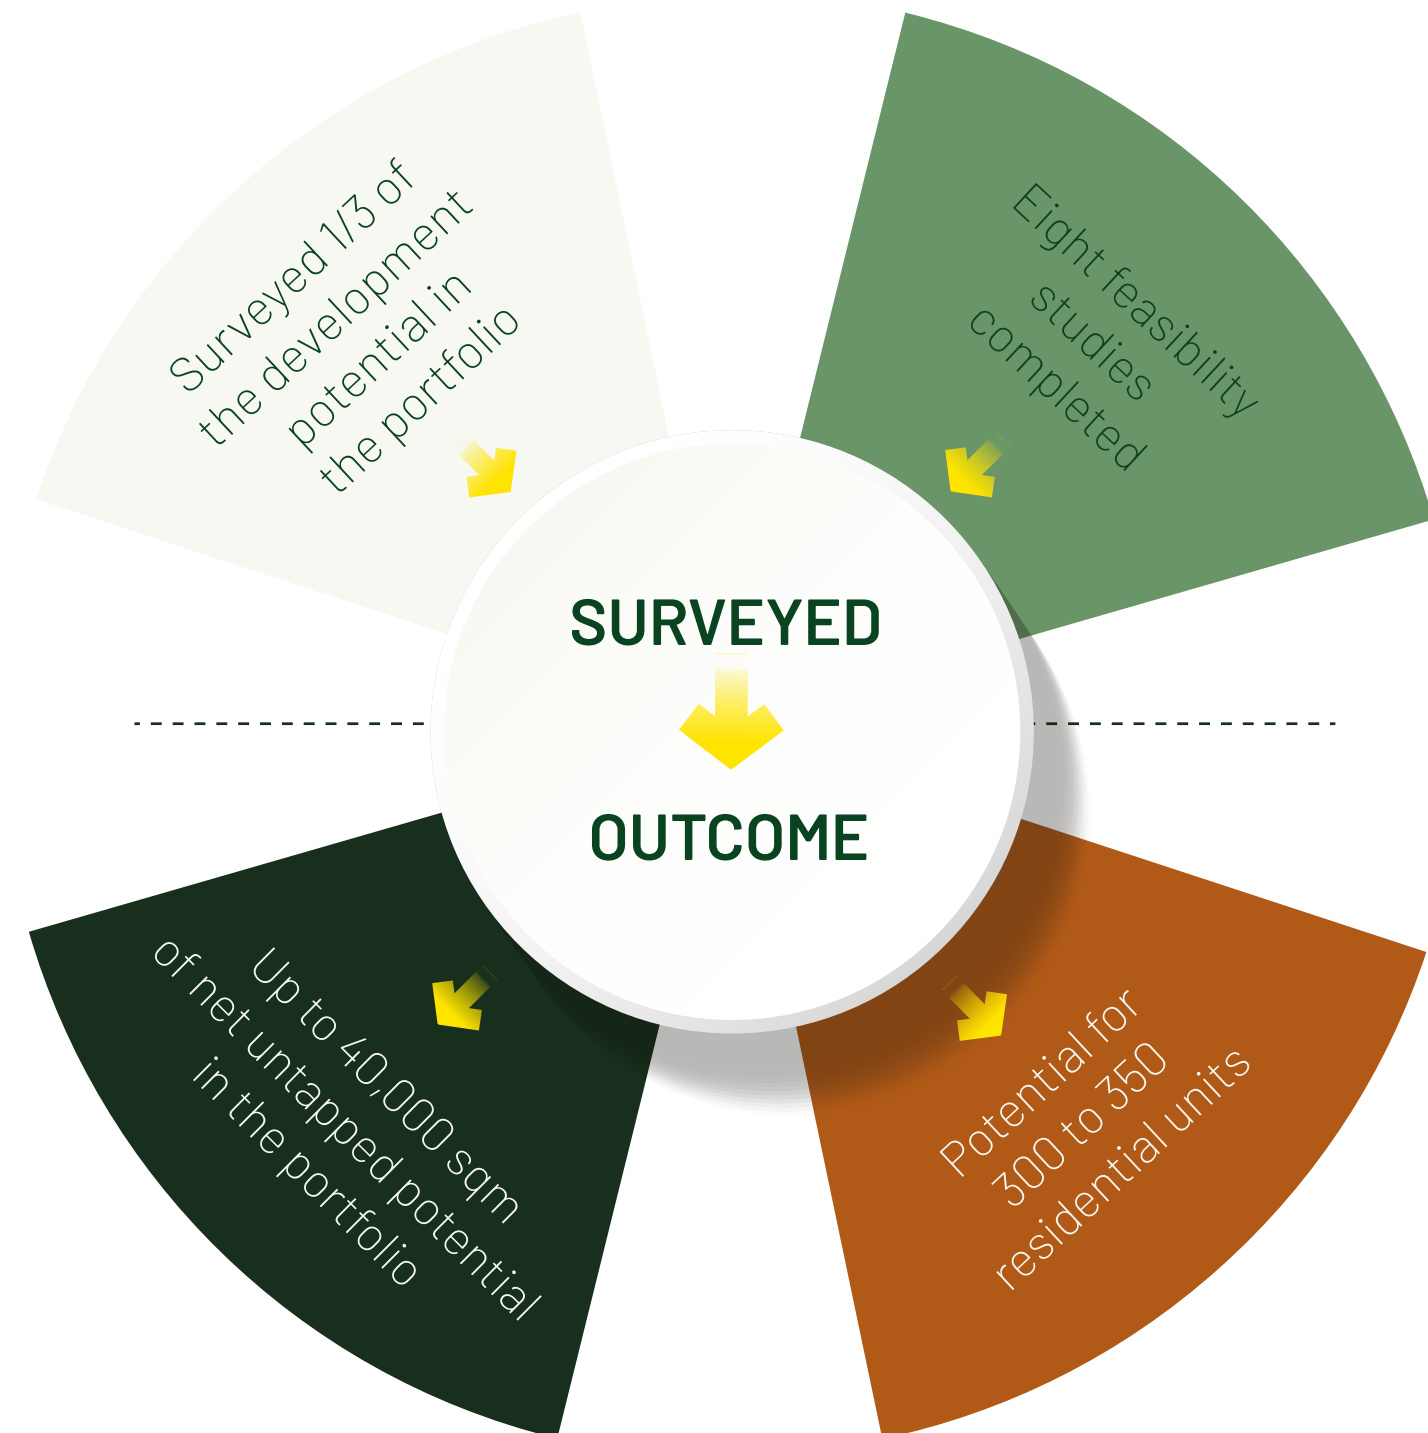 Surveyed 1/3 of
the development
potential in
the portfolio
Eight feasibility
studies
completed
SURVEYED
OUTCOME
Up to 40,000 sqm
of net untapped potential
in the portfolio
Potential for
300 to 350
residential units